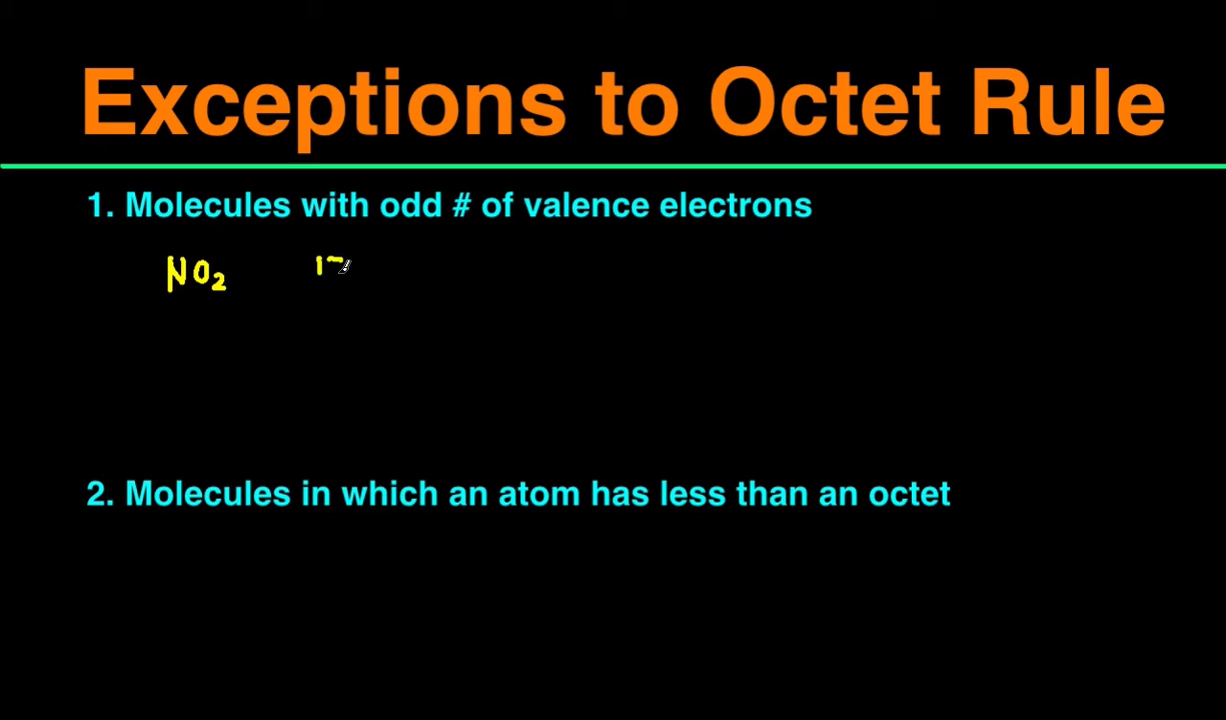 Exceptions to Octet Rule
1. Molecules with odd # of valence electrons
NO₂
2. Molecules in which an atom has less than an octet